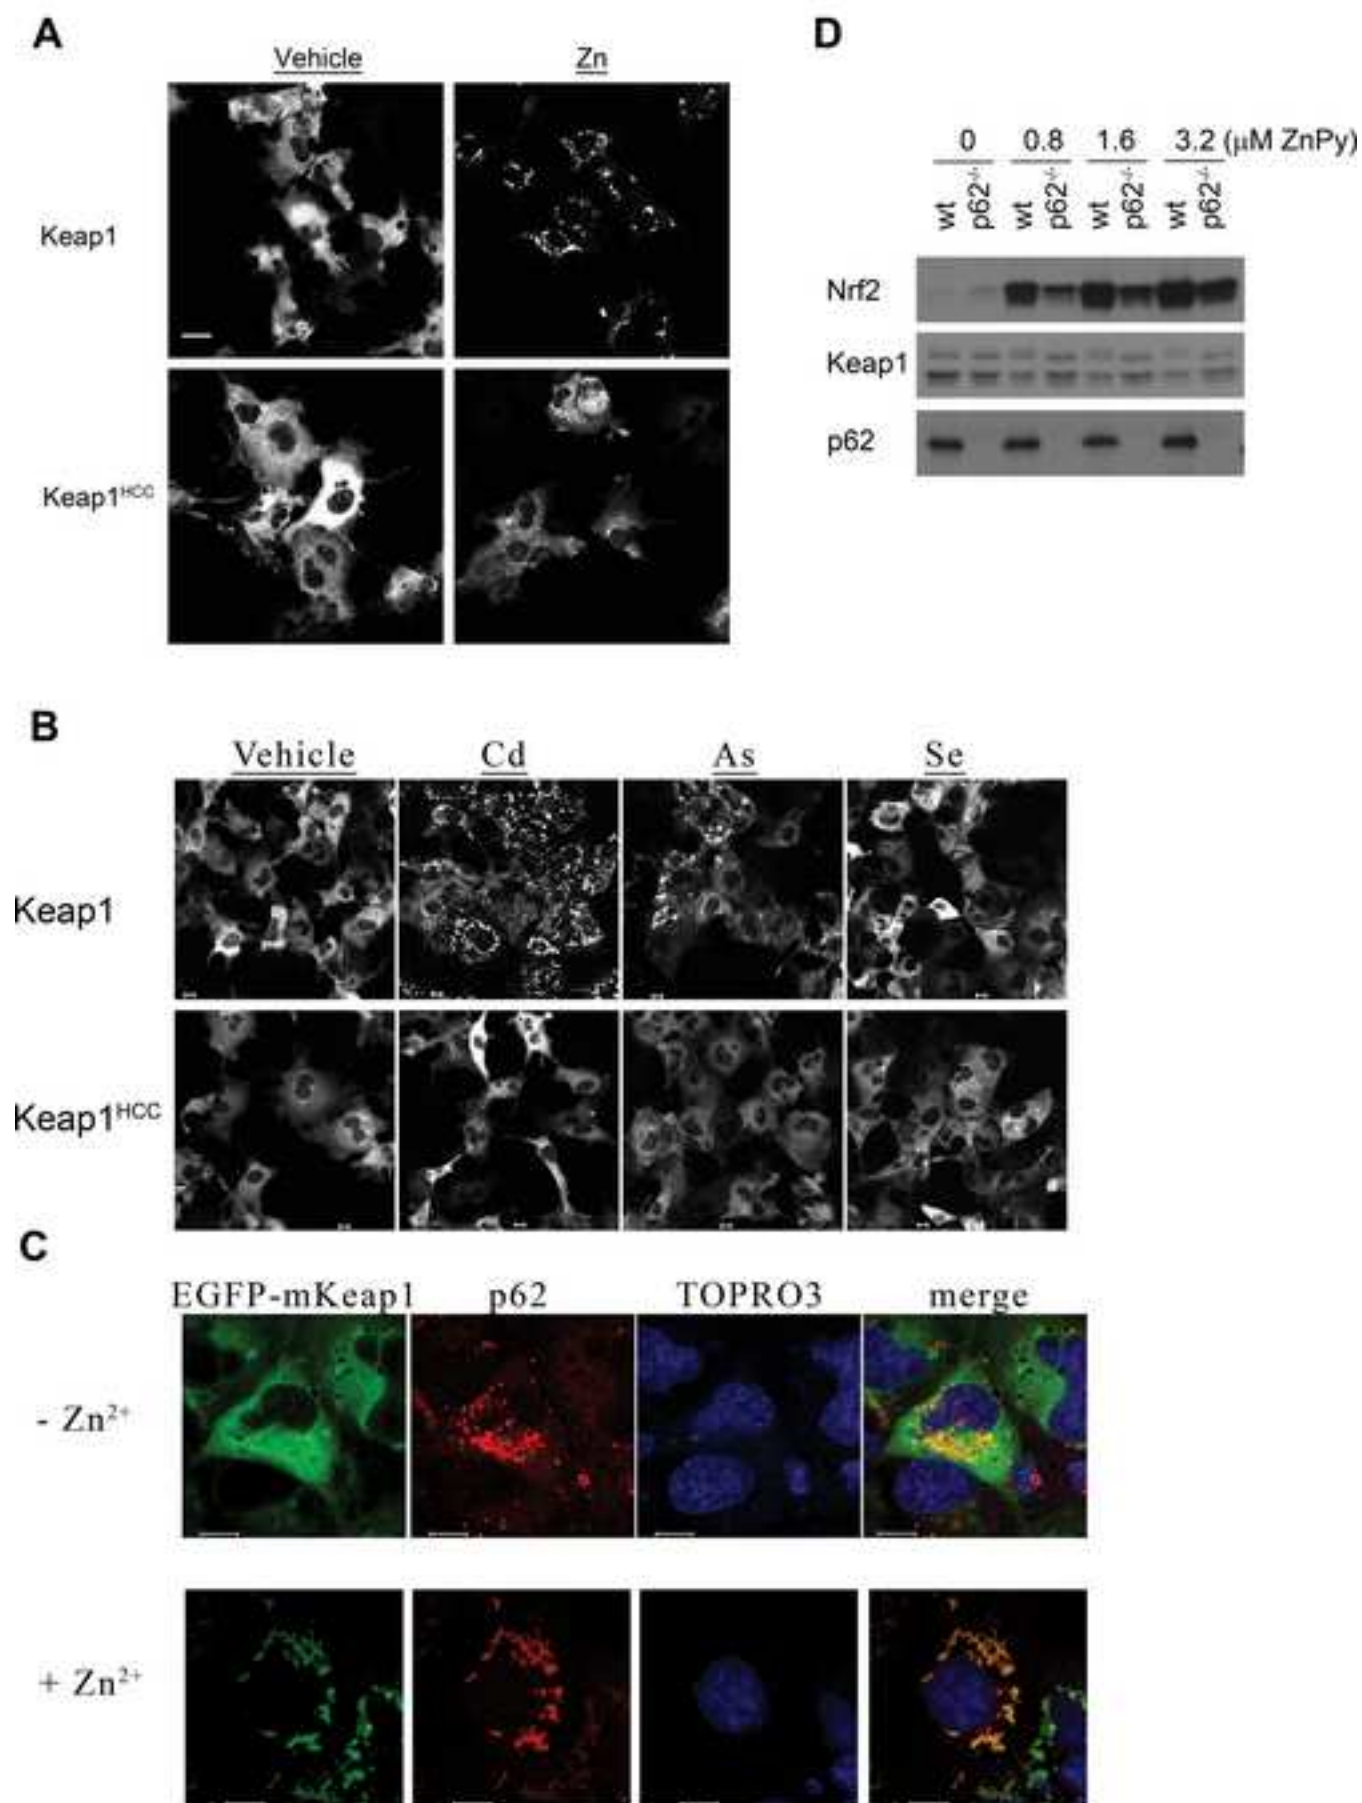 A
Vehicle Zn
Keap1
Keap1ᴴᶜᶜ
D
0 0.8 1.6 3.2 (μM ZnPy)
wt p62⁻/⁻ wt p62⁻/⁻ wt p62⁻/⁻ wt p62⁻/⁻
Nrf2
Keap1
p62
B
Vehicle Cd As Se
Keap1
Keap1ᴴᶜᶜ
C
EGFP-mKeap1 p62 TOPRO3 merge
- Zn²⁺
+ Zn²⁺